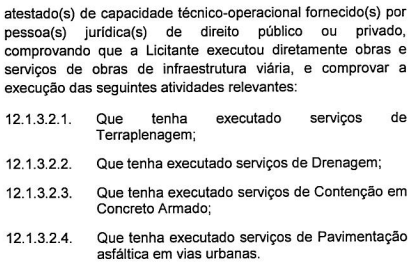 atestado(s) de capacidade técnico-operacional fornecido(s) por
pessoa(s) jurídica(s) de direito público ou privado,
comprovando que a Licitante executou diretamente obras e
serviços de obras de infraestrutura viária, e comprovar a
execução das seguintes atividades relevantes:
12.1.3.2.1. Que tenha executado serviços de
Terraplenagem;
12.1.3.2.2. Que tenha executado serviços de Drenagem;
12.1.3.2.3. Que tenha executado serviços de Contenção em
Concreto Armado;
12.1.3.2.4. Que tenha executado serviços de Pavimentação
asfáltica em vias urbanas.